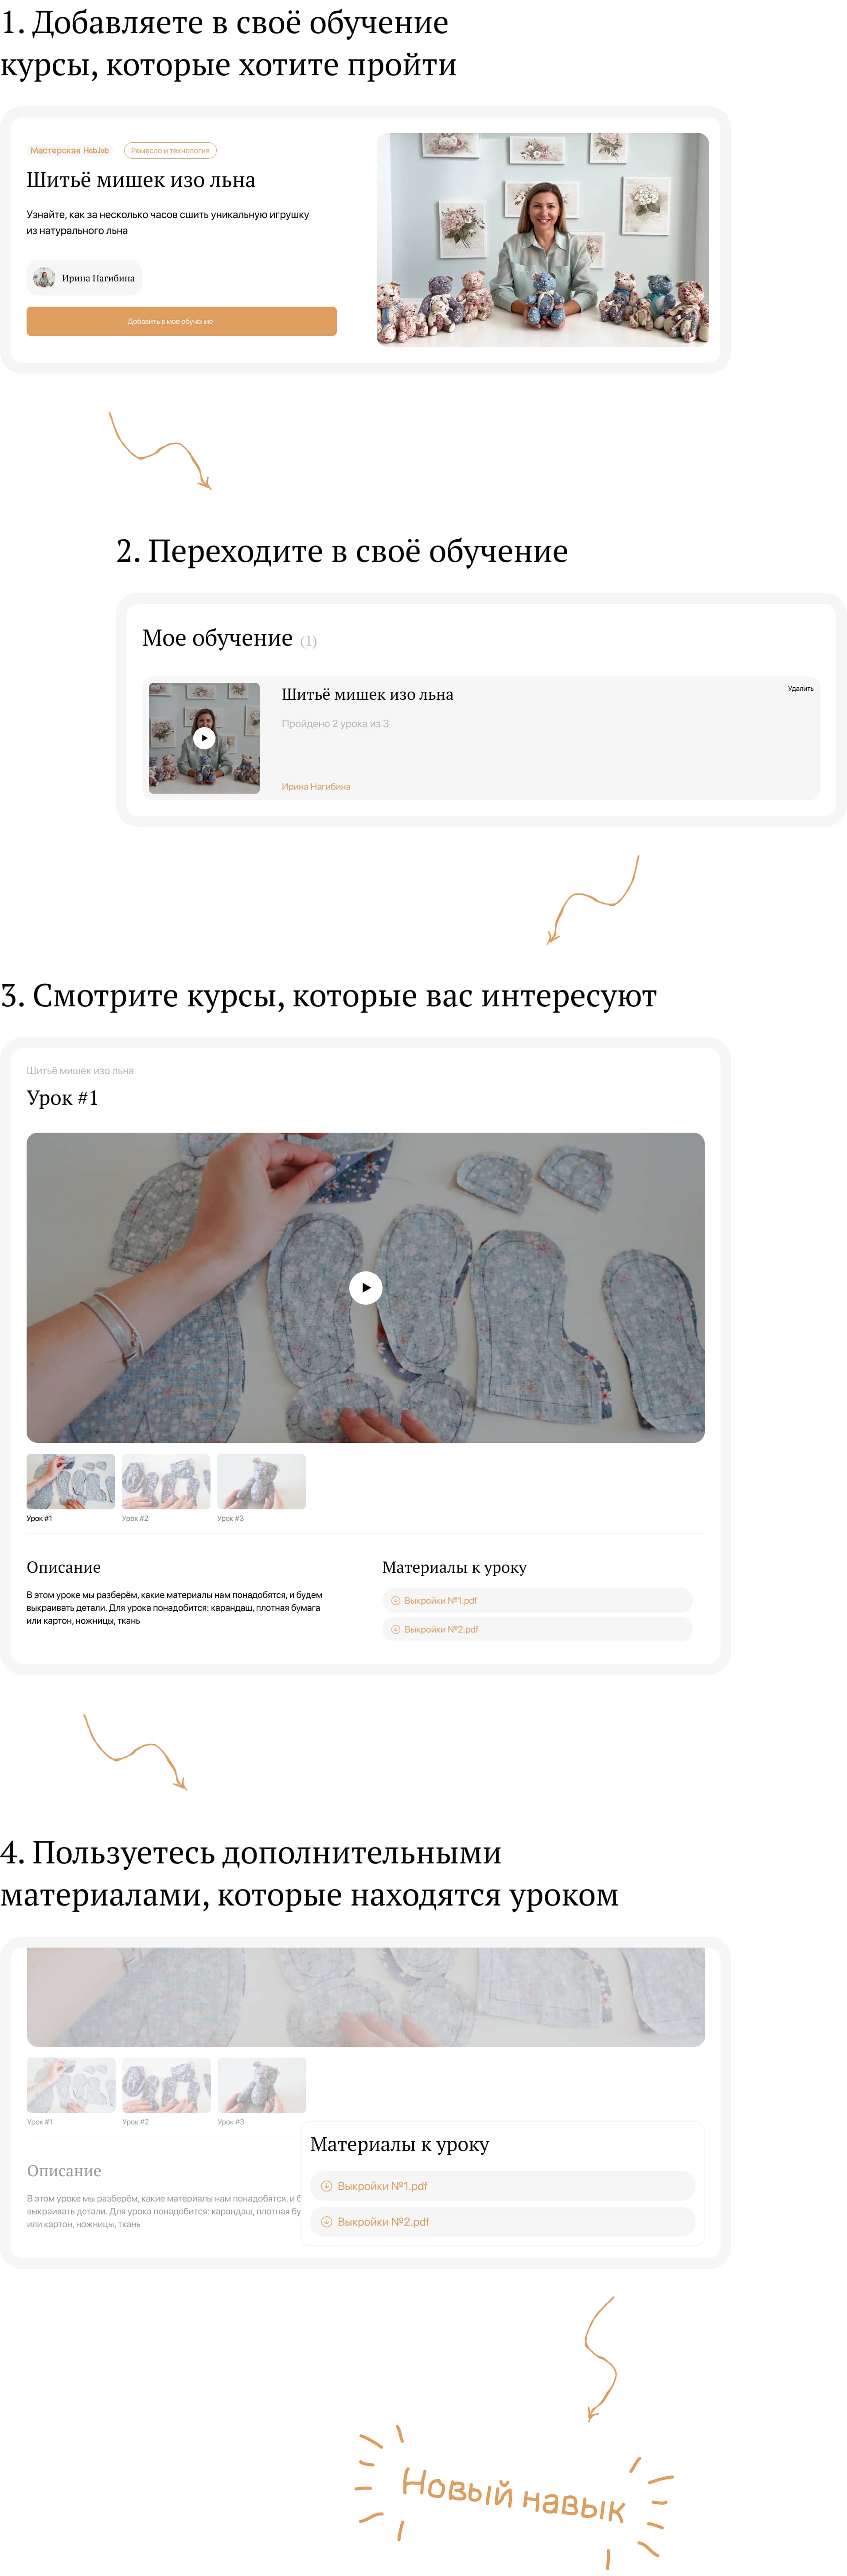 1. Добавляете в своё обучение
курсы, которые хотите пройти
Мастерская HobJob
Ремесло и технология
Шитьё мишек изо льна
Узнайте, как за несколько часов сшить уникальную игрушку
из натурального льна
Ирина Нагибина
Добавить в мое обучение
2. Переходите в своё обучение
Мое обучение (1)
Шитьё мишек изо льна
Удалить
Пройдено 2 урока из 3
Ирина Нагибина
3. Смотрите курсы, которые вас интересуют
Шитьё мишек изо льна
Урок #1
Урок #1
Урок #2
Урок #3
Описание
В этом уроке мы разберём, какие материалы нам понадобятся, и будем
выкраивать детали. Для урока понадобится: карандаш, плотная бумага
или картон, ножницы, ткань
Материалы к уроку
Выкройки №1.pdf
Выкройки №2.pdf
4. Пользуетесь дополнительными
материалами, которые находятся уроком
Урок #1
Урок #2
Урок #3
Описание
В этом уроке мы разберём, какие материалы нам понадобятся, и б
выкраивать детали. Для урока понадобится: карандаш, плотная бу
или картон, ножницы, ткань
Материалы к уроку
Выкройки №1.pdf
Выкройки №2.pdf
Новый навык